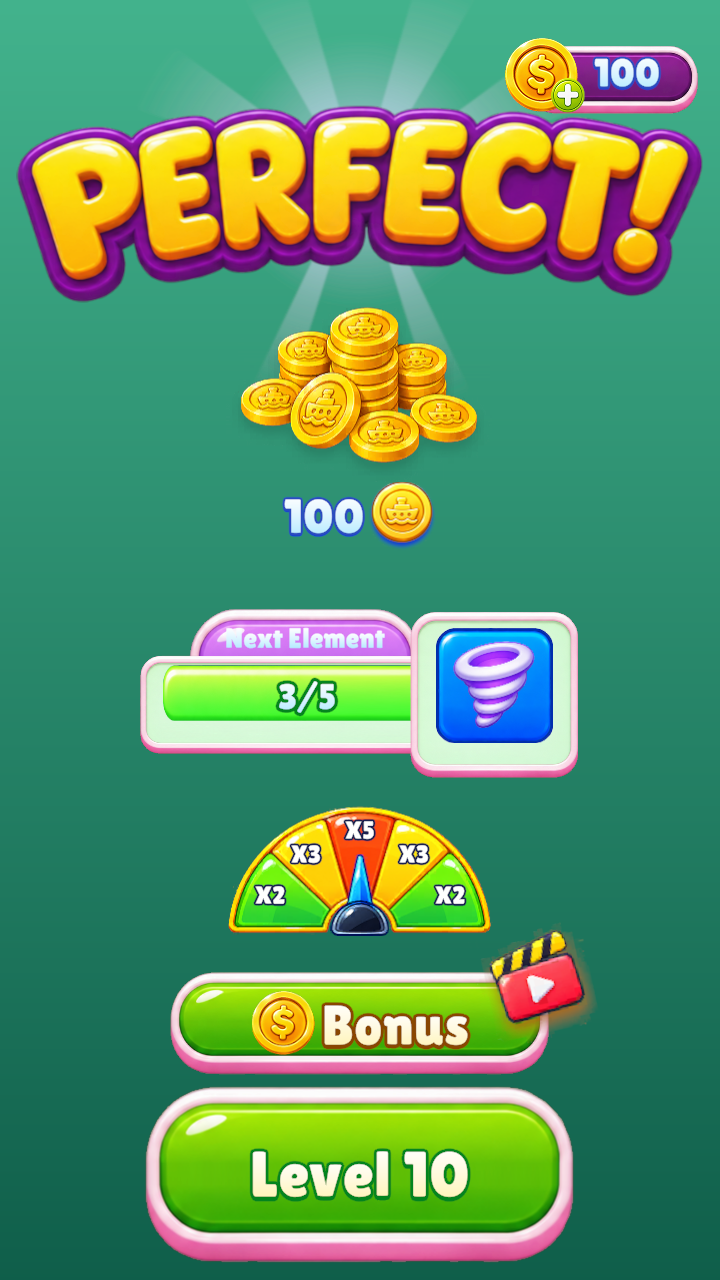 100
PERFECT!
100
Next Element
3/5
X2 X3 X5 X3 X2
$ Bonus
Level 10